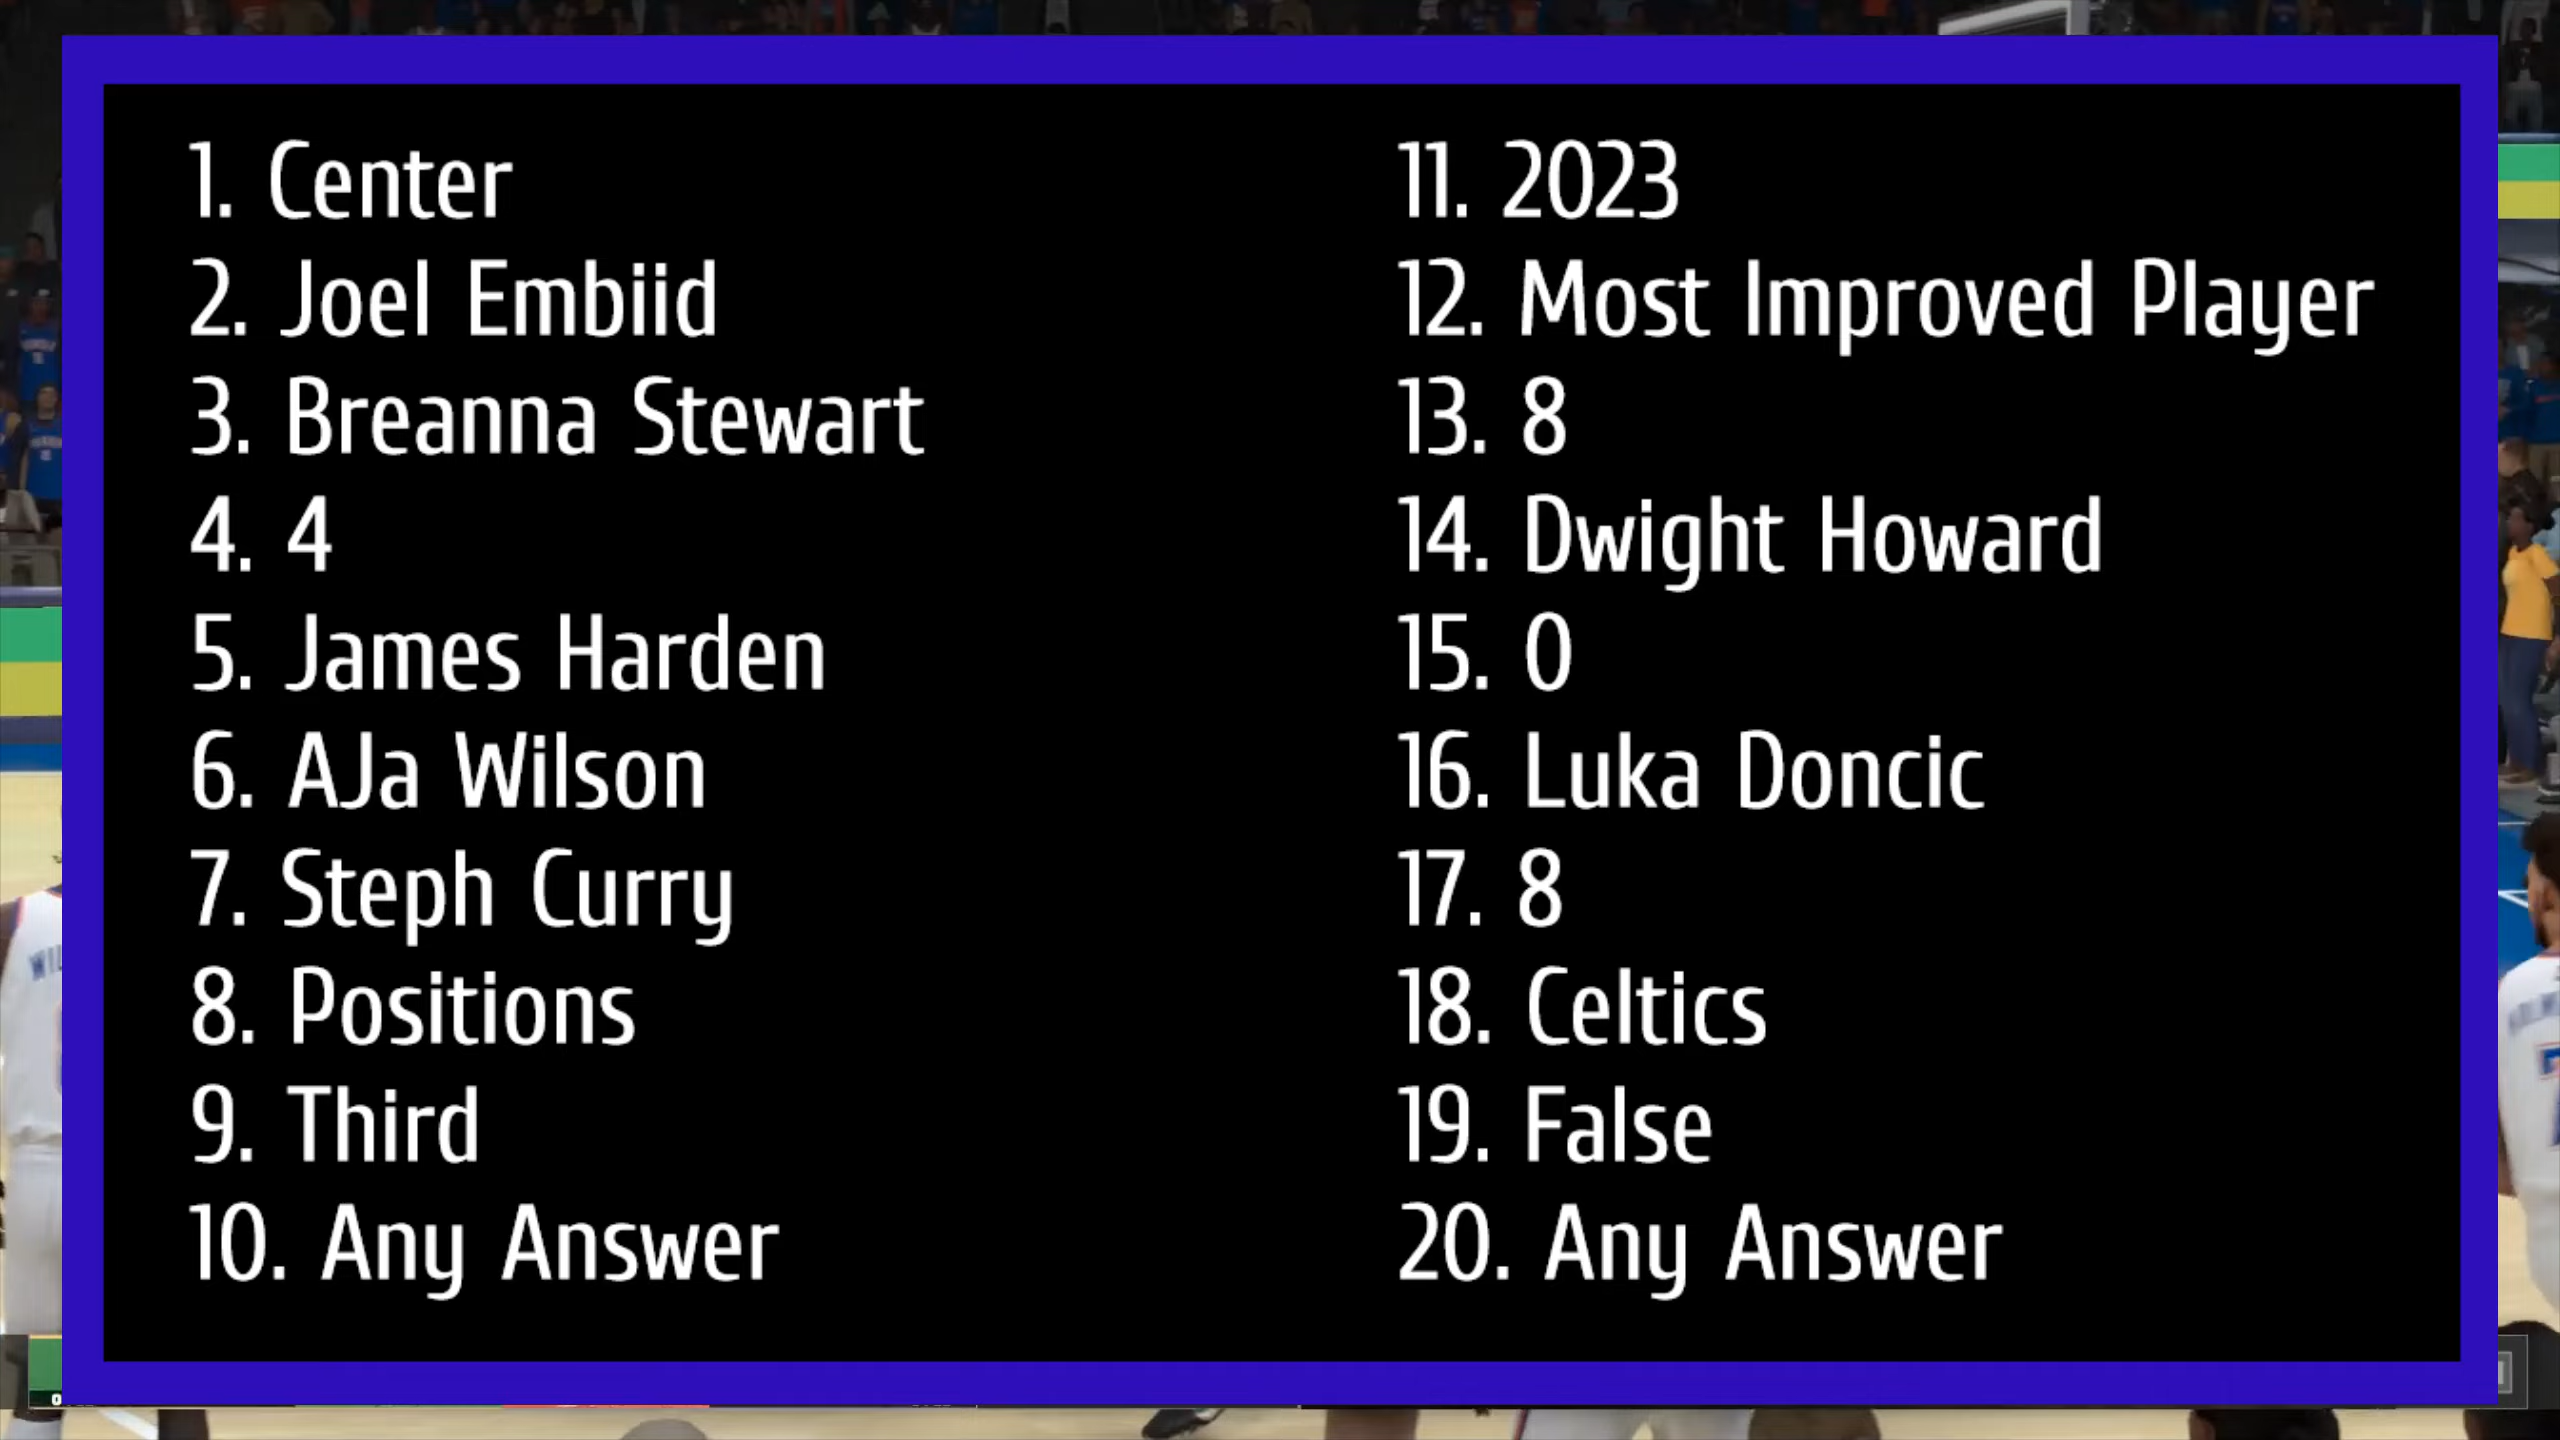 1. Center
2. Joel Embiid
3. Breanna Stewart
4. 4
5. James Harden
6. AJa Wilson
7. Steph Curry
8. Positions
9. Third
10. Any Answer
11. 2023
12. Most Improved Player
13. 8
14. Dwight Howard
15. 0
16. Luka Doncic
17. 8
18. Celtics
19. False
20. Any Answer